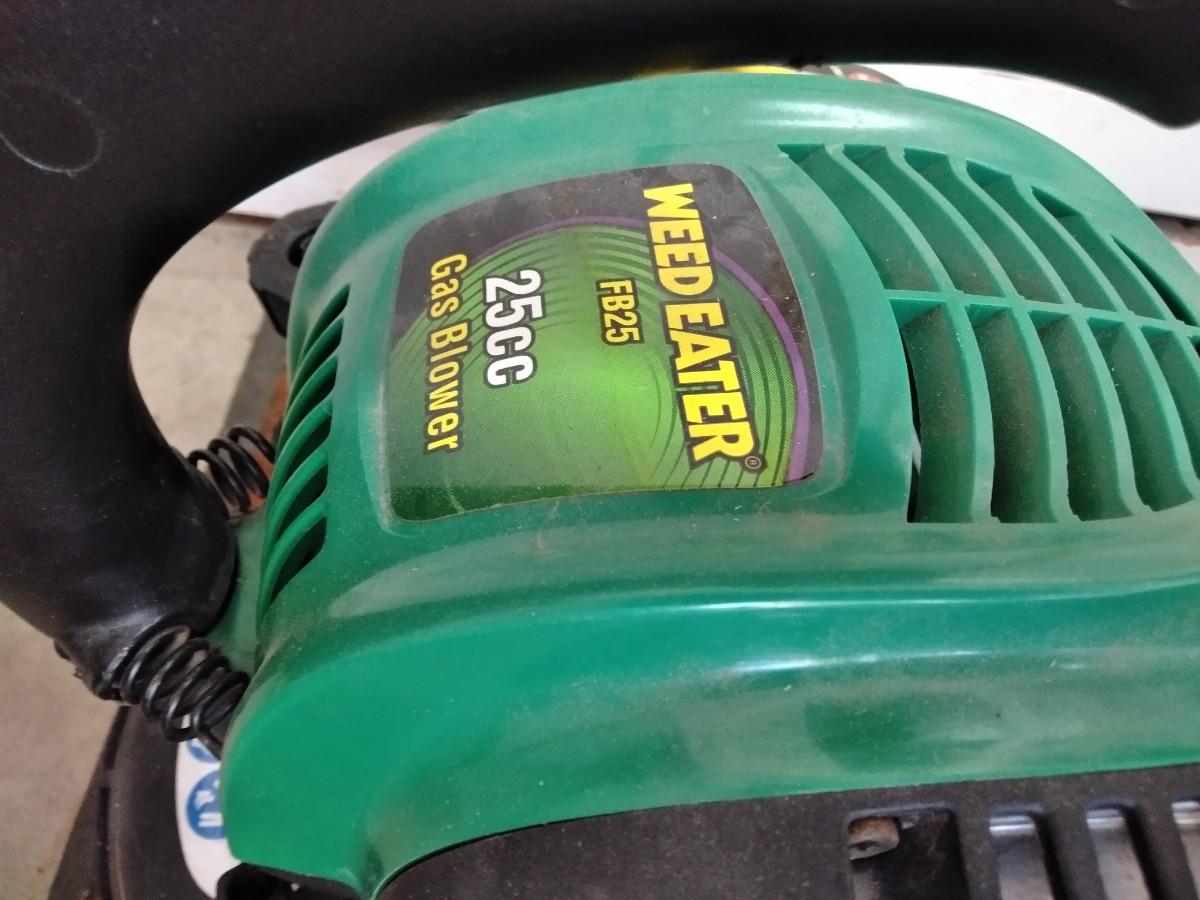 WEED EATER®
FB25
25cc
Gas Blower